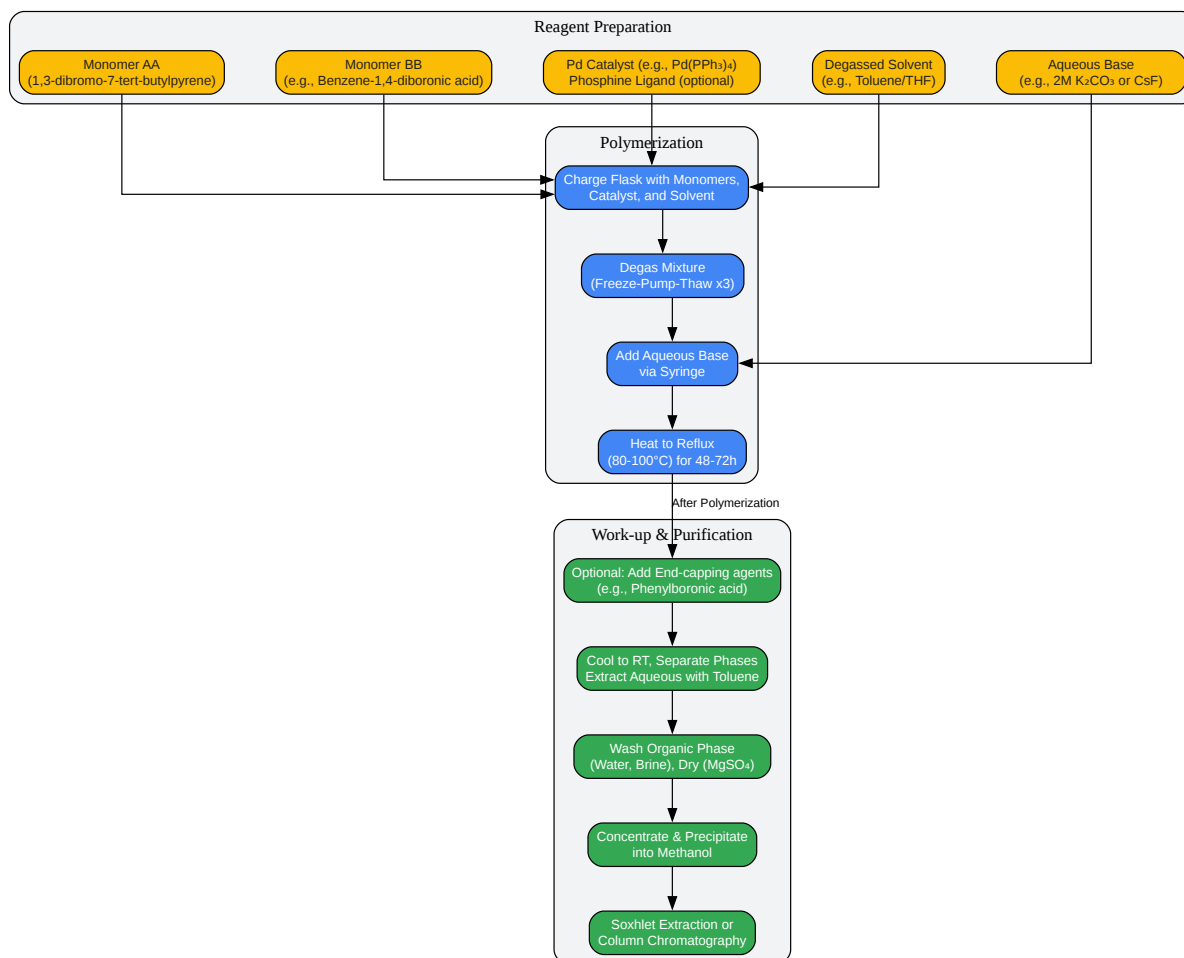 Reagent Preparation
Monomer AA
(1,3-dibromo-7-tert-butylpyrene)
Monomer BB
(e.g., Benzene-1,4-diboronic acid)
Pd Catalyst (e.g., Pd(PPh₃)₄)
Phosphine Ligand (optional)
Degassed Solvent
(e.g., Toluene/THF)
Aqueous Base
(e.g., 2M K₂CO₃ or CsF)
Polymerization
Charge Flask with Monomers,
Catalyst, and Solvent
Degas Mixture
(Freeze-Pump-Thaw x3)
Add Aqueous Base
via Syringe
Heat to Reflux
(80-100°C) for 48-72h
After Polymerization
Work-up & Purification
Optional: Add End-capping agents
(e.g., Phenylboronic acid)
Cool to RT, Separate Phases
Extract Aqueous with Toluene
Wash Organic Phase
(Water, Brine), Dry (MgSO₄)
Concentrate & Precipitate
into Methanol
Soxhlet Extraction or
Column Chromatography